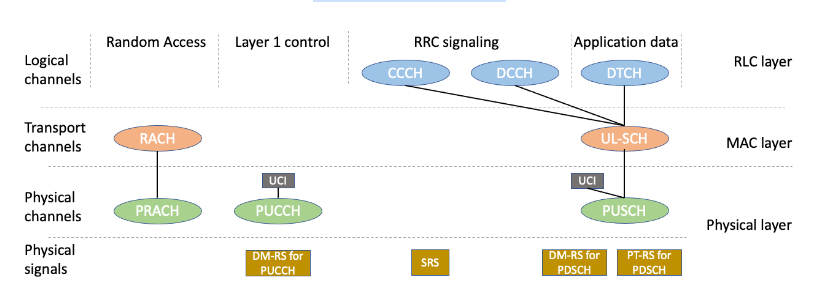 Random Access
Layer 1 control
RRC signaling
Application data
Logical
channels
CCCH
DCCH
DTCH
RLC layer
Transport
channels
RACH
UL-SCH
MAC layer
UCI
UCI
Physical
channels
PRACH
PUCCH
PUSCH
Physical layer
Physical
signals
DM-RS for
PUCCH
SRS
DM-RS for
PDSCH
PT-RS for
PDSCH